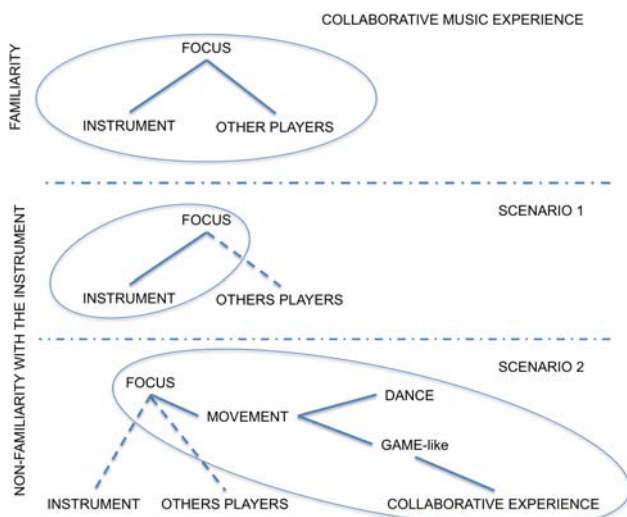 COLLABORATIVE MUSIC EXPERIENCE
FAMILIARITY
FOCUS
INSTRUMENT
OTHER PLAYERS
NON-FAMILIARITY WITH THE INSTRUMENT
SCENARIO 1
FOCUS
INSTRUMENT
OTHERS PLAYERS
SCENARIO 2
FOCUS
DANCE
MOVEMENT
GAME-like
INSTRUMENT
OTHERS PLAYERS
COLLABORATIVE EXPERIENCE